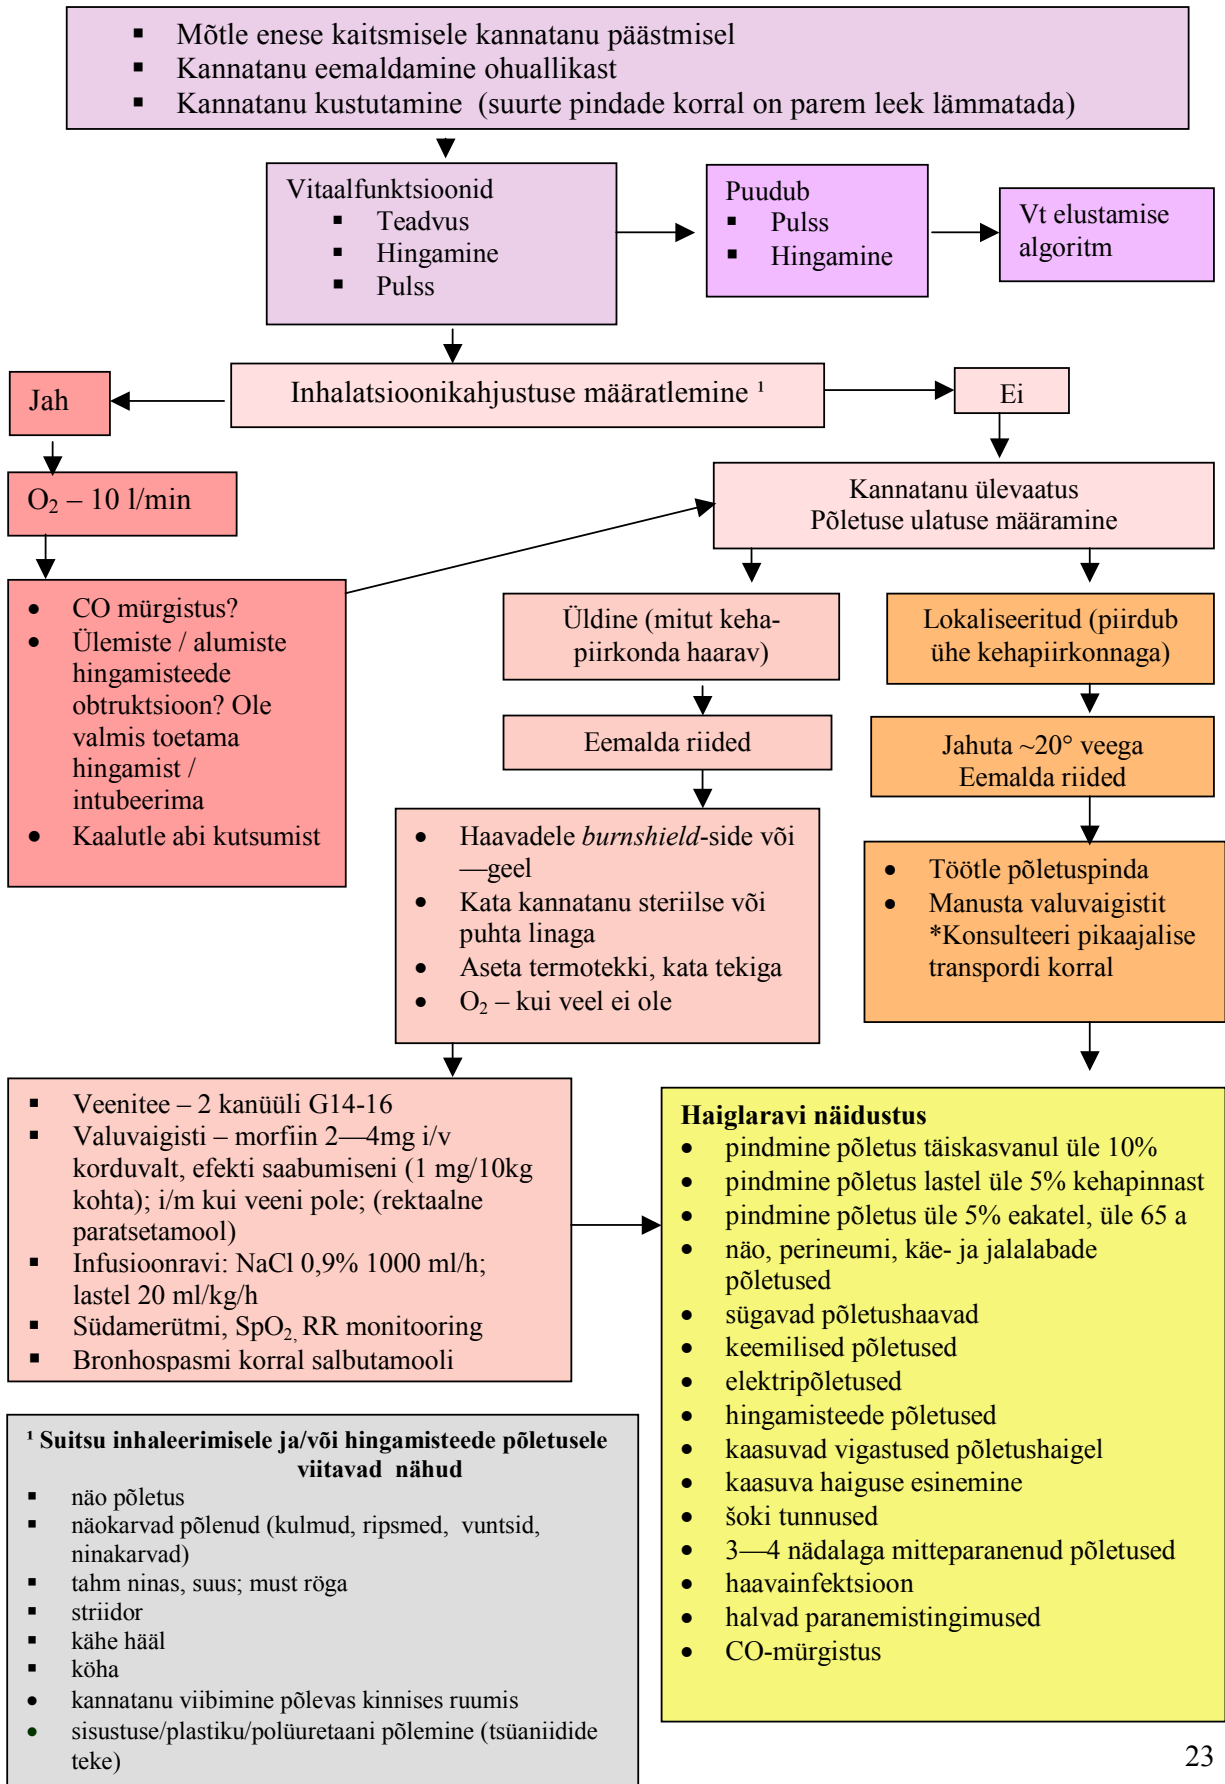 ▪ Mõtle enese kaitsmisele kannatanu päästmisel
▪ Kannatanu eemaldamine ohuallikast
▪ Kannatanu kustutamine (suurte pindade korral on parem leek lämmatada)
Vitaalfunktsioonid
▪ Teadvus
▪ Hingamine
▪ Pulss
Puudub
▪ Pulss
▪ Hingamine
Vt elustamise
algoritm
Jah
Inhalatsioonikahjustuse määratlemine ¹
Ei
O₂ – 10 l/min
Kannatanu ülevaatus
Põletuse ulatuse määramine
• CO mürgistus?
• Ülemiste / alumiste
hingamisteede
obtruktsioon? Ole
valmis toetama
hingamist /
intubeerima
• Kaalutle abi kutsumist
Üldine (mitut keha-
piirkonda haarav)
Lokaliseeritud (piirdub
ühe kehapiirkonnaga)
Eemalda riided
Jahuta ~20° veega
Eemalda riided
• Haavadele burnshield-side või
—geel
• Kata kannatanu steriilse või
puhta linaga
• Aseta termotekki, kata tekiga
• O₂ – kui veel ei ole
• Töötle põletuspinda
• Manusta valuvaigistit
*Konsulteeri pikaajalise
transpordi korral
▪ Veenitee – 2 kanüüli G14-16
▪ Valuvaigisti – morfiin 2—4mg i/v
korduvalt, efekti saabumiseni (1 mg/10kg
kohta); i/m kui veeni pole; (rektaalne
paratsetamool)
▪ Infusioonravi: NaCl 0,9% 1000 ml/h;
lastel 20 ml/kg/h
▪ Südamerütmi, SpO₂, RR monitooring
▪ Bronhospasmi korral salbutamooli
Haiglaravi näidustus
• pindmine põletus täiskasvanul üle 10%
• pindmine põletus lastel üle 5% kehapinnast
• pindmine põletus üle 5% eakatel, üle 65 a
• näo, perineumi, käe- ja jalalabade
põletused
• sügavad põletushaavad
• keemilised põletused
• elektripõletused
• hingamisteede põletused
• kaasuvad vigastused põletushaigel
• kaasuva haiguse esinemine
• šoki tunnused
• 3—4 nädalaga mitteparanenud põletused
• haavainfektsioon
• halvad paranemistingimused
• CO-mürgistus
¹ Suitsu inhaleerimisele ja/või hingamisteede põletusele
viitavad nähud
▪ näo põletus
▪ näokarvad põlenud (kulmud, ripsmed, vuntsid,
ninakarvad)
▪ tahm ninas, suus; must röga
▪ striidor
▪ kähe hääl
▪ köha
• kannatanu viibimine põlevas kinnises ruumis
• sisustuse/plastiku/polüuretaani põlemine (tsüaniidide
teke)
23